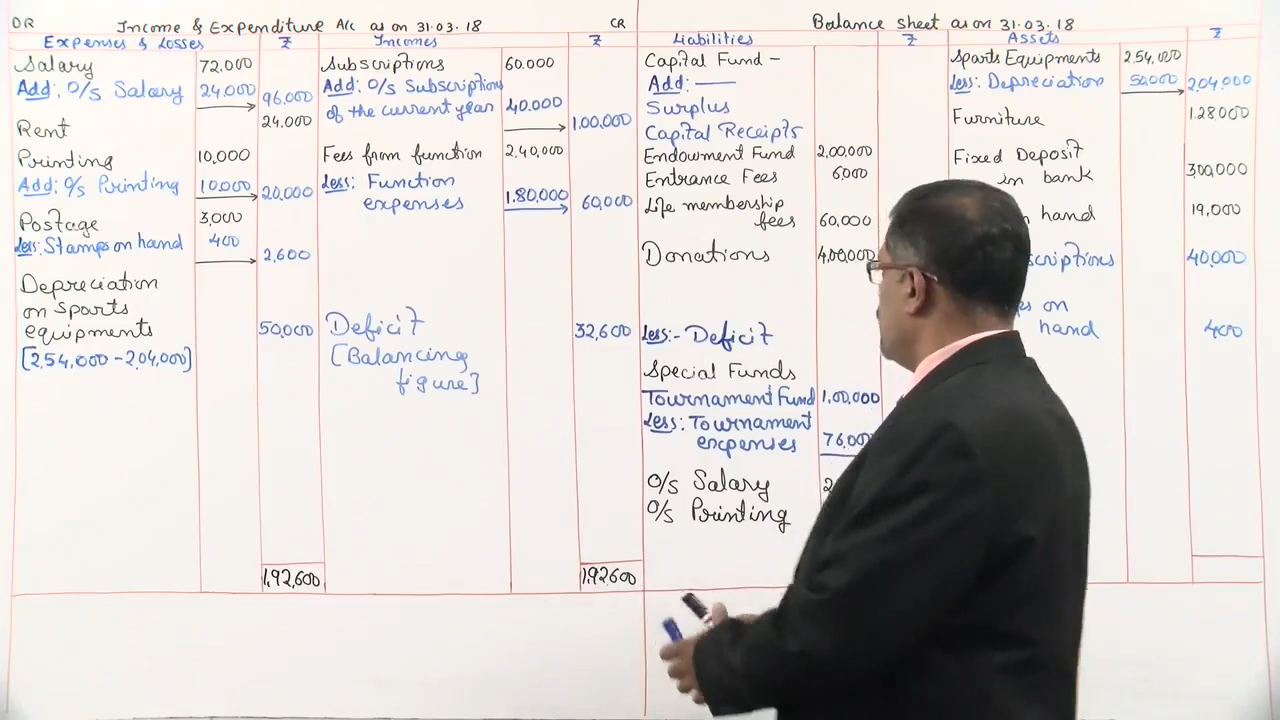 DR Income & Expenditure A/c as on 31.03.18 CR
Expenses & Losses ₹ Incomes ₹
Salary 72,000 Subscriptions 60.000
Add: O/s Salary 24,000 96,000 Add: O/s Subscriptions
of the current year 40.000 1,00,000
Rent 24.000
Printing 10,000 Fees from function 2,40,000
Add: O/s Printing 10,000 20,000 Less: Function
expenses 1,80,000 60,000
Postage 3,000
Less: Stamps on hand 400 2,600
Depreciation
on Sports
equipments 50,000 Deficit 32,600
[2,54,000 - 2,04,000] [Balancing
figure]
1,92,600 1,92,600
Balance sheet as on 31.03.18
Liabilities ₹ Assets ₹
Capital Fund - Sports Equipments 2,54,000
Add: — Less: Depreciation 50,000 2,04,000
Surplus Furniture 1,28000
Capital Receipts
Endowment Fund 2,00,000 Fixed Deposit
Entrance Fees 6,000 in bank 300,000
Life membership hand 19,000
fees 60,000
Donations 4,00,000 40,000
on
Less:- Deficit hand 400
Special Funds
Tournament Fund 1,00,000
Less: Tournament
expenses
O/s Salary
O/s Printing